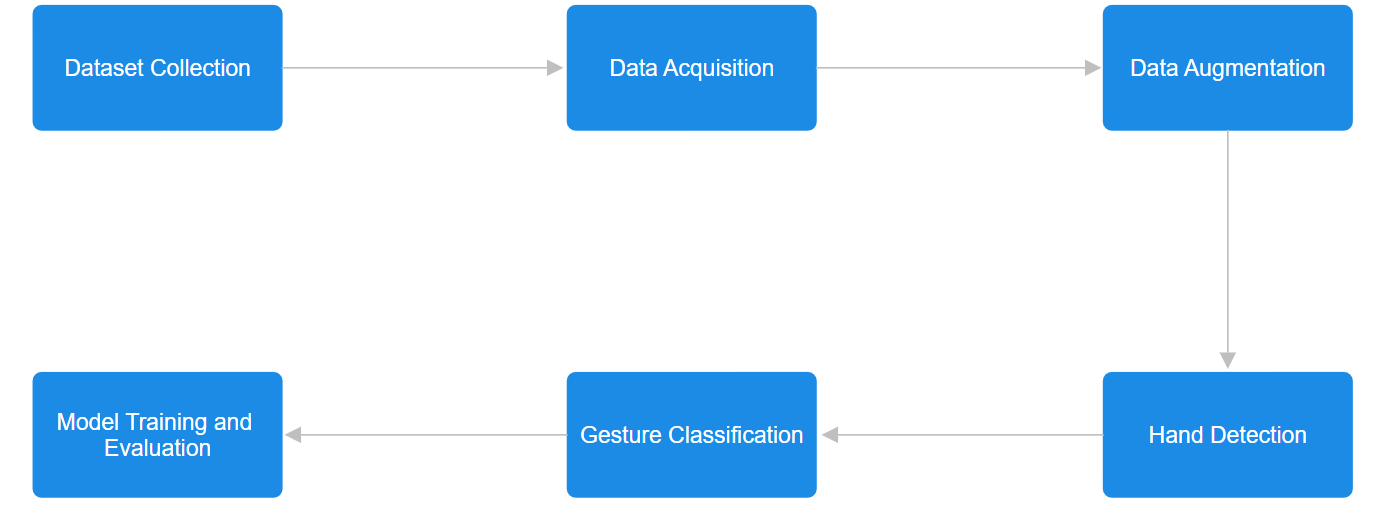 Dataset Collection
Data Acquisition
Data Augmentation
Model Training and
Evaluation
Gesture Classification
Hand Detection